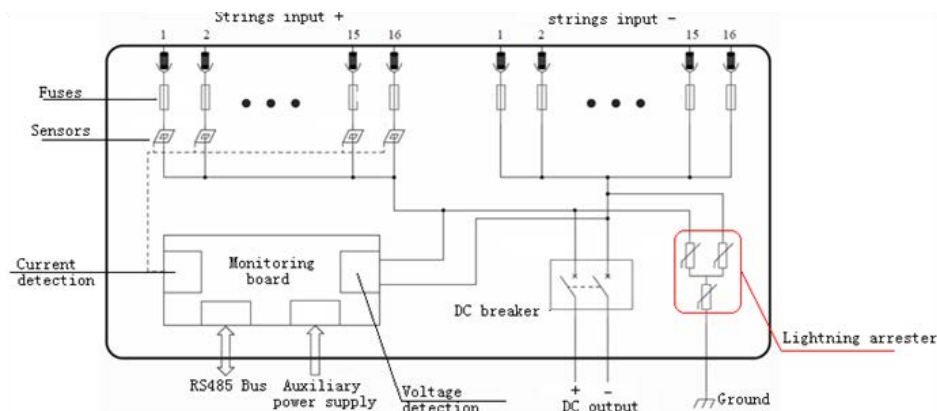 Strings input +
strings input -
1
2
15
16
1
2
15
16
Fuses
Sensors
Current
detection
Monitoring
board
DC breaker
Lightning arrester
RS485 Bus
Auxiliary
power supply
Voltage
detection
+
-
DC output
Ground